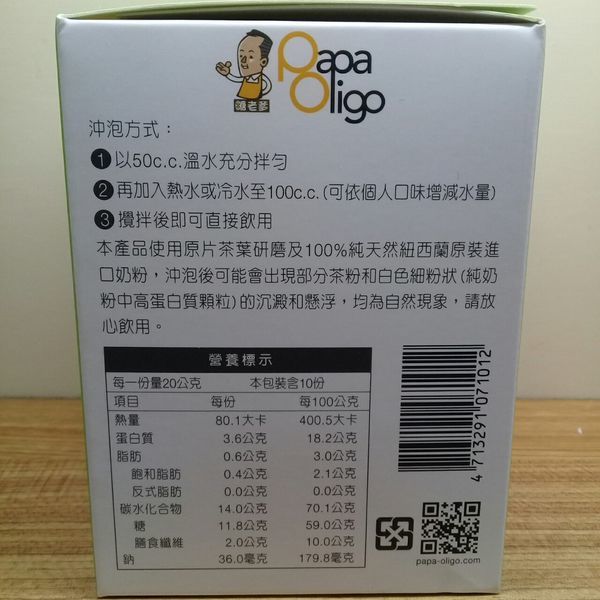 Papa
Oligo
糖老爹
沖泡方式：
1 以50c.c.溫水充分拌勻
2 再加入熱水或冷水至100c.c.(可依個人口味增減水量)
3 攪拌後即可直接飲用
本產品使用原片茶葉研磨及100%純天然紐西蘭原裝進
口奶粉，沖泡後可能會出現部分茶粉和白色細粉狀(純奶
粉中高蛋白質顆粒)的沉澱和懸浮，均為自然現象，請放
心飲用。
營養標示
每一份量20公克 本包裝含10份
項目 每份 每100公克
熱量 80.1大卡 400.5大卡
蛋白質 3.6公克 18.2公克
脂肪 0.6公克 3.0公克
飽和脂肪 0.4公克 2.1公克
反式脂肪 0.0公克 0.0公克
碳水化合物 14.0公克 70.1公克
糖 11.8公克 59.0公克
膳食纖維 2.0公克 10.0公克
鈉 36.0毫克 179.8毫克
4 713291 071012
papa-oligo.com